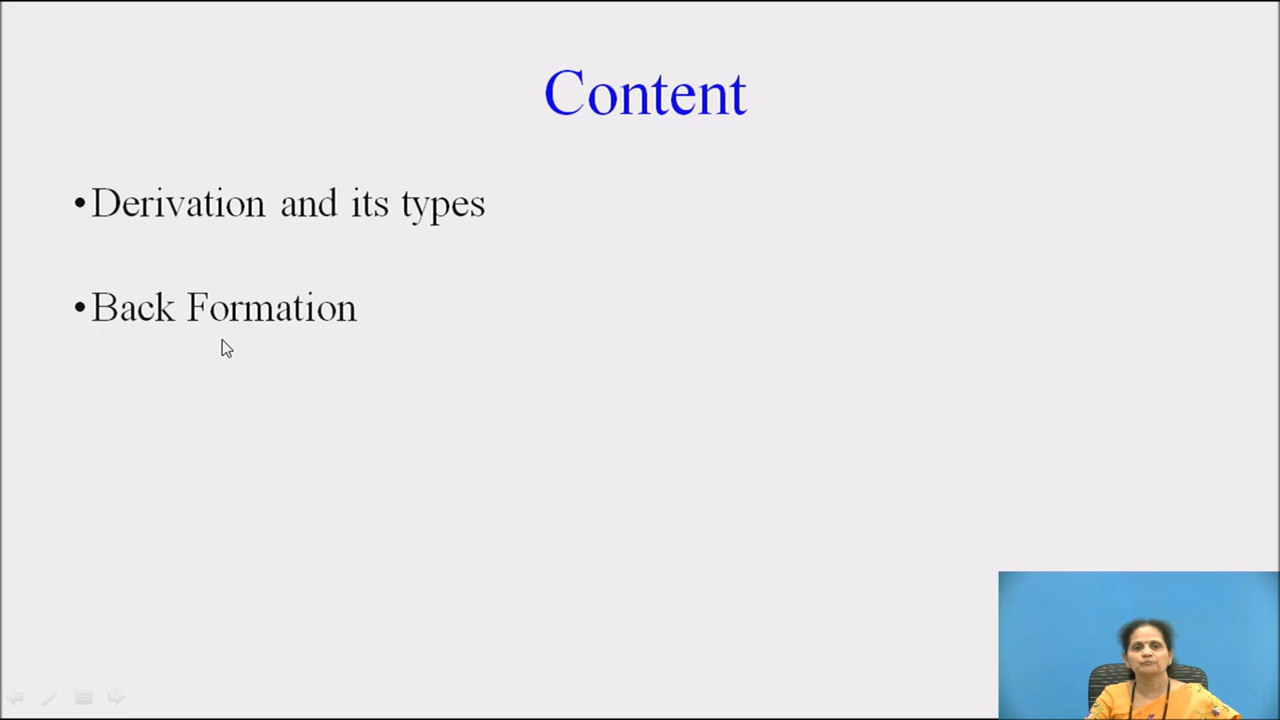 Content
•Derivation and its types
•Back Formation